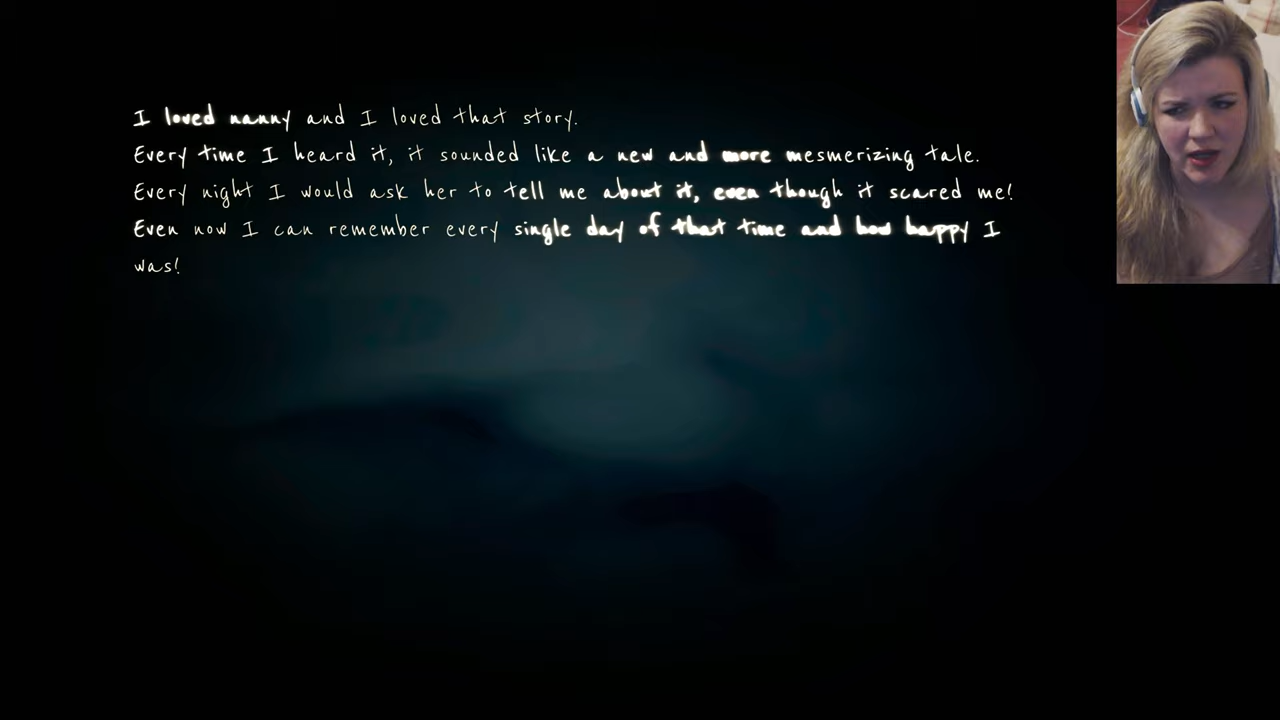 I loved nanny and I loved that story.
Every time I heard it, it sounded like a new and more mesmerizing tale.
Every night I would ask her to tell me about it, even though it scared me!
Even now I can remember every single day of that time and how happy I
was!